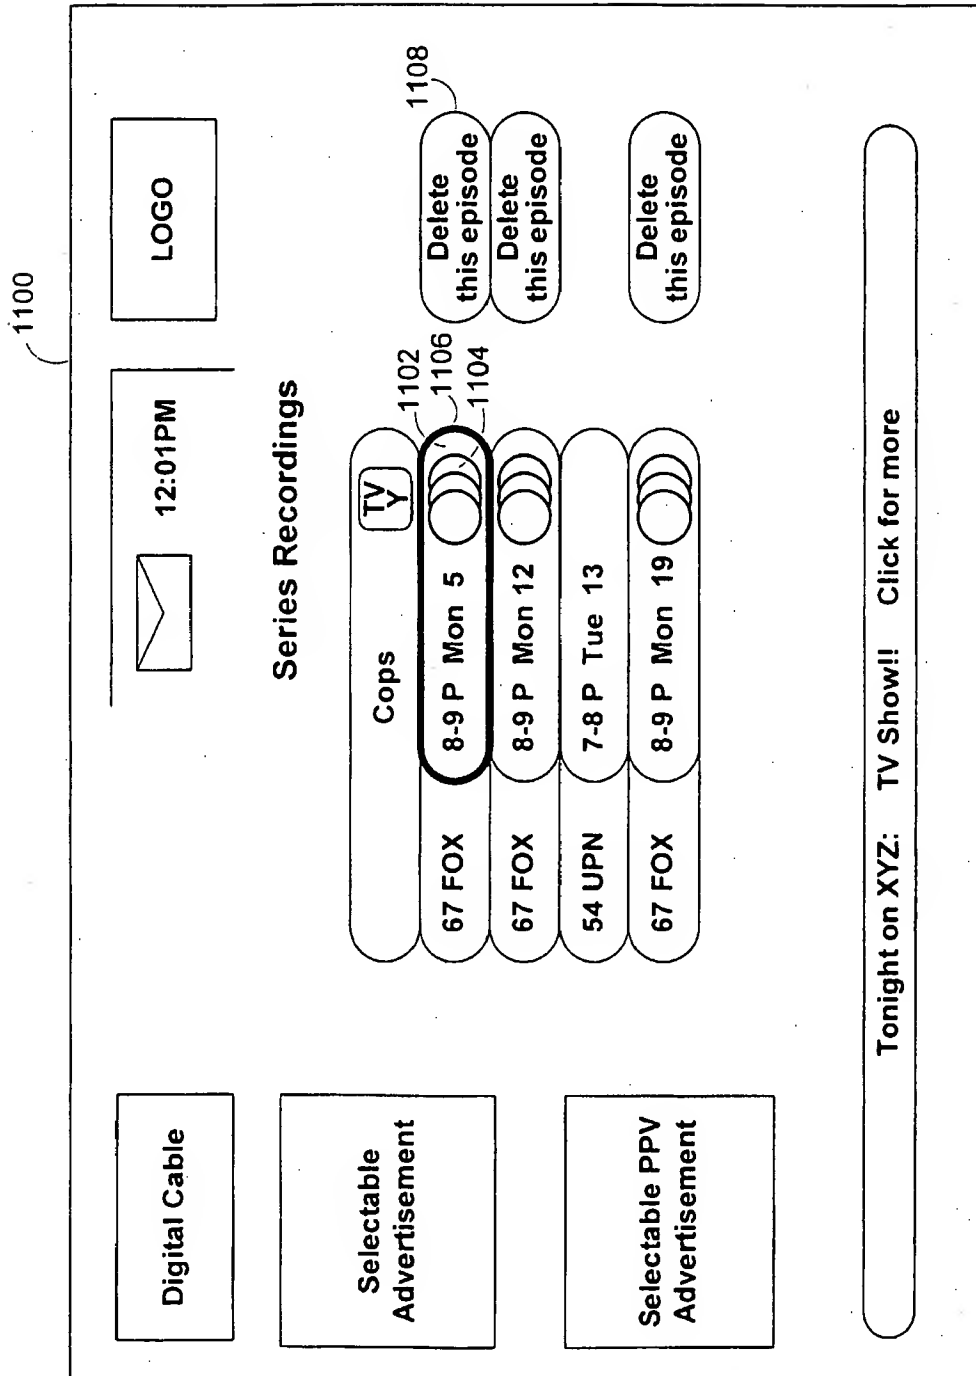 1100
Digital Cable
12:01PM
LOGO
Series Recordings
Selectable
Advertisement
Cops
TV
Y
1102
1106
1104
1108
67 FOX 8-9 P Mon 5
Delete
this episode
67 FOX 8-9 P Mon 12
Delete
this episode
54 UPN 7-8 P Tue 13
Selectable PPV
Advertisement
67 FOX 8-9 P Mon 19
Delete
this episode
Tonight on XYZ: TV Show!! Click for more